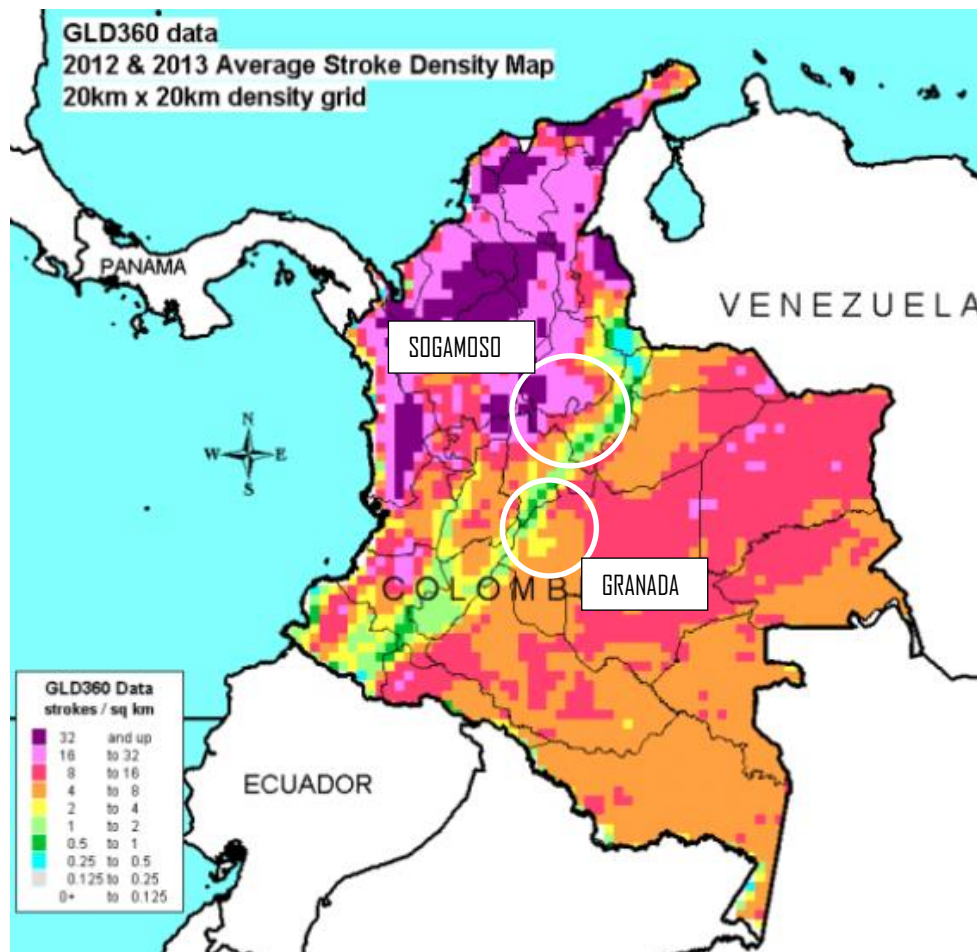 GLD360 data
2012 & 2013 Average Stroke Density Map
20km x 20km density grid
PANAMA
VENEZUELA
SOGAMOSO
N
W E
S
COLOMB
GRANADA
ECUADOR
GLD360 Data
strokes / sq km
32 and up
16 to 32
8 to 16
4 to 8
2 to 4
1 to 2
0.5 to 1
0.25 to 0.5
0.125 to 0.25
0+ to 0.125